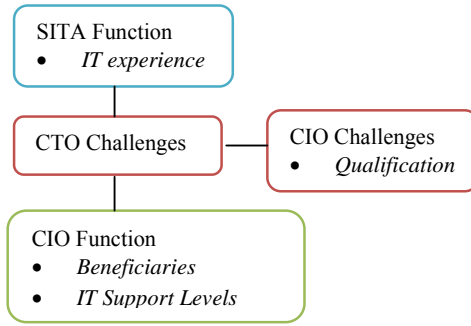 SITA Function
• IT experience
CTO Challenges
CIO Challenges
• Qualification
CIO Function
• Beneficiaries
• IT Support Levels